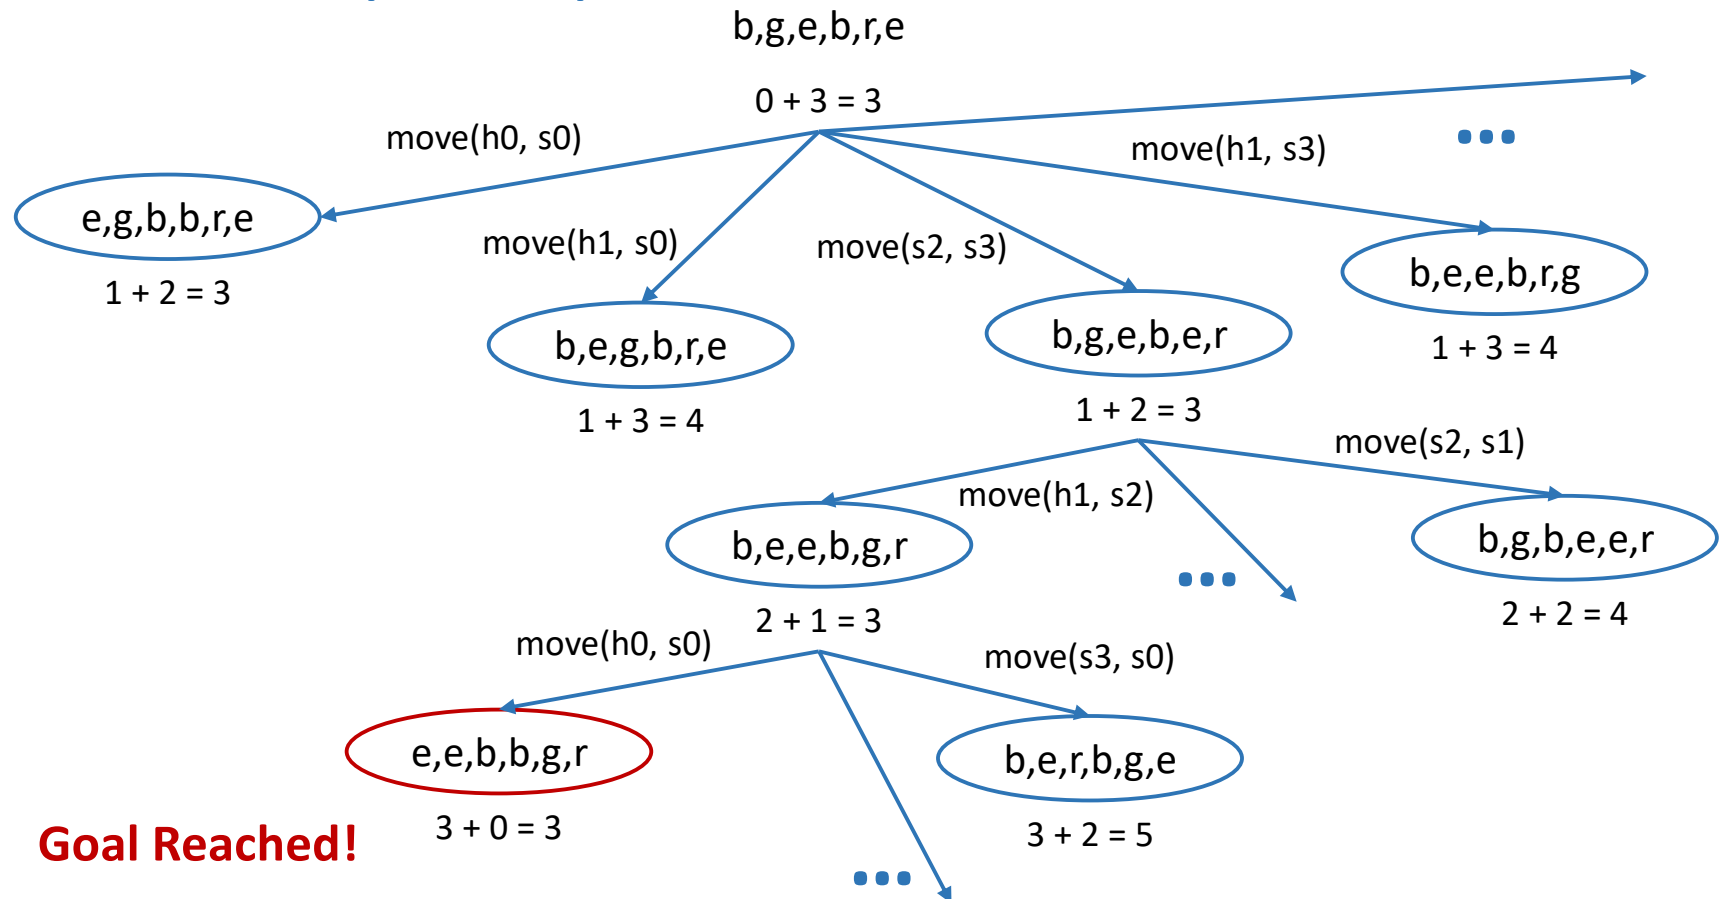 b,g,e,b,r,e
0 + 3 = 3
move(h0, s0)
move(h1, s3)
...
e,g,b,b,r,e
move(h1, s0)
move(s2, s3)
b,e,e,b,r,g
1 + 2 = 3
b,e,g,b,r,e
b,g,e,b,e,r
1 + 3 = 4
1 + 3 = 4
1 + 2 = 3
move(s2, s1)
move(h1, s2)
b,e,e,b,g,r
b,g,b,e,e,r
...
2 + 1 = 3
2 + 2 = 4
move(h0, s0)
move(s3, s0)
e,e,b,b,g,r
b,e,r,b,g,e
3 + 0 = 3
3 + 2 = 5
Goal Reached!
...